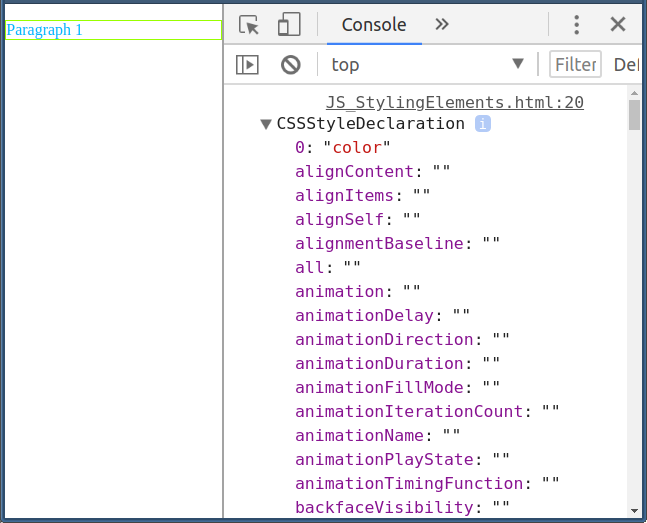 Paragraph 1
Console »
top Filter Def
JS_StylingElements.html:20
CSSStyleDeclaration i
0: "color"
alignContent: ""
alignItems: ""
alignSelf: ""
alignmentBaseline: ""
all: ""
animation: ""
animationDelay: ""
animationDirection: ""
animationDuration: ""
animationFillMode: ""
animationIterationCount: ""
animationName: ""
animationPlayState: ""
animationTimingFunction: ""
backfaceVisibility: ""